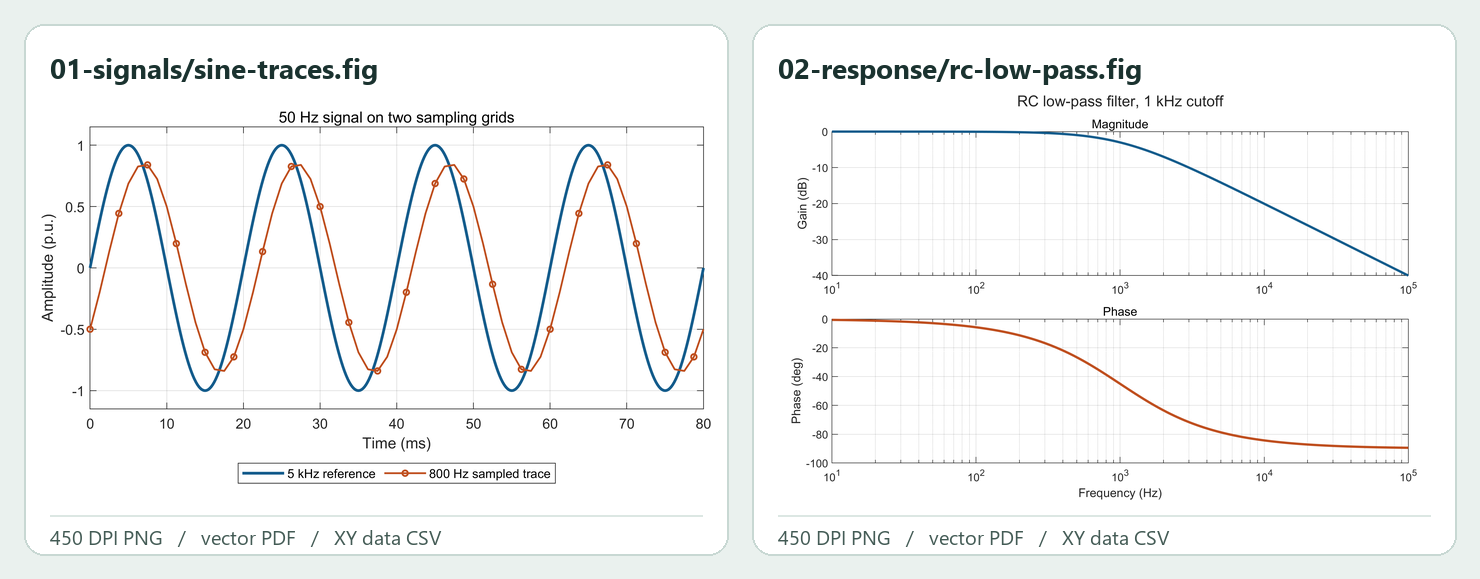 01-signals/sine-traces.fig
50 Hz signal on two sampling grids
Amplitude (p.u.)
1
0.5
0
-0.5
-1
0 10 20 30 40 50 60 70 80
Time (ms)
5 kHz reference 800 Hz sampled trace
450 DPI PNG / vector PDF / XY data CSV
02-response/rc-low-pass.fig
RC low-pass filter, 1 kHz cutoff
Magnitude
Gain (dB)
0
-10
-20
-30
-40
10^1 10^2 10^3 10^4 10^5
Phase
Phase (deg)
0
-20
-40
-60
-80
-100
10^1 10^2 10^3 10^4 10^5
Frequency (Hz)
450 DPI PNG / vector PDF / XY data CSV